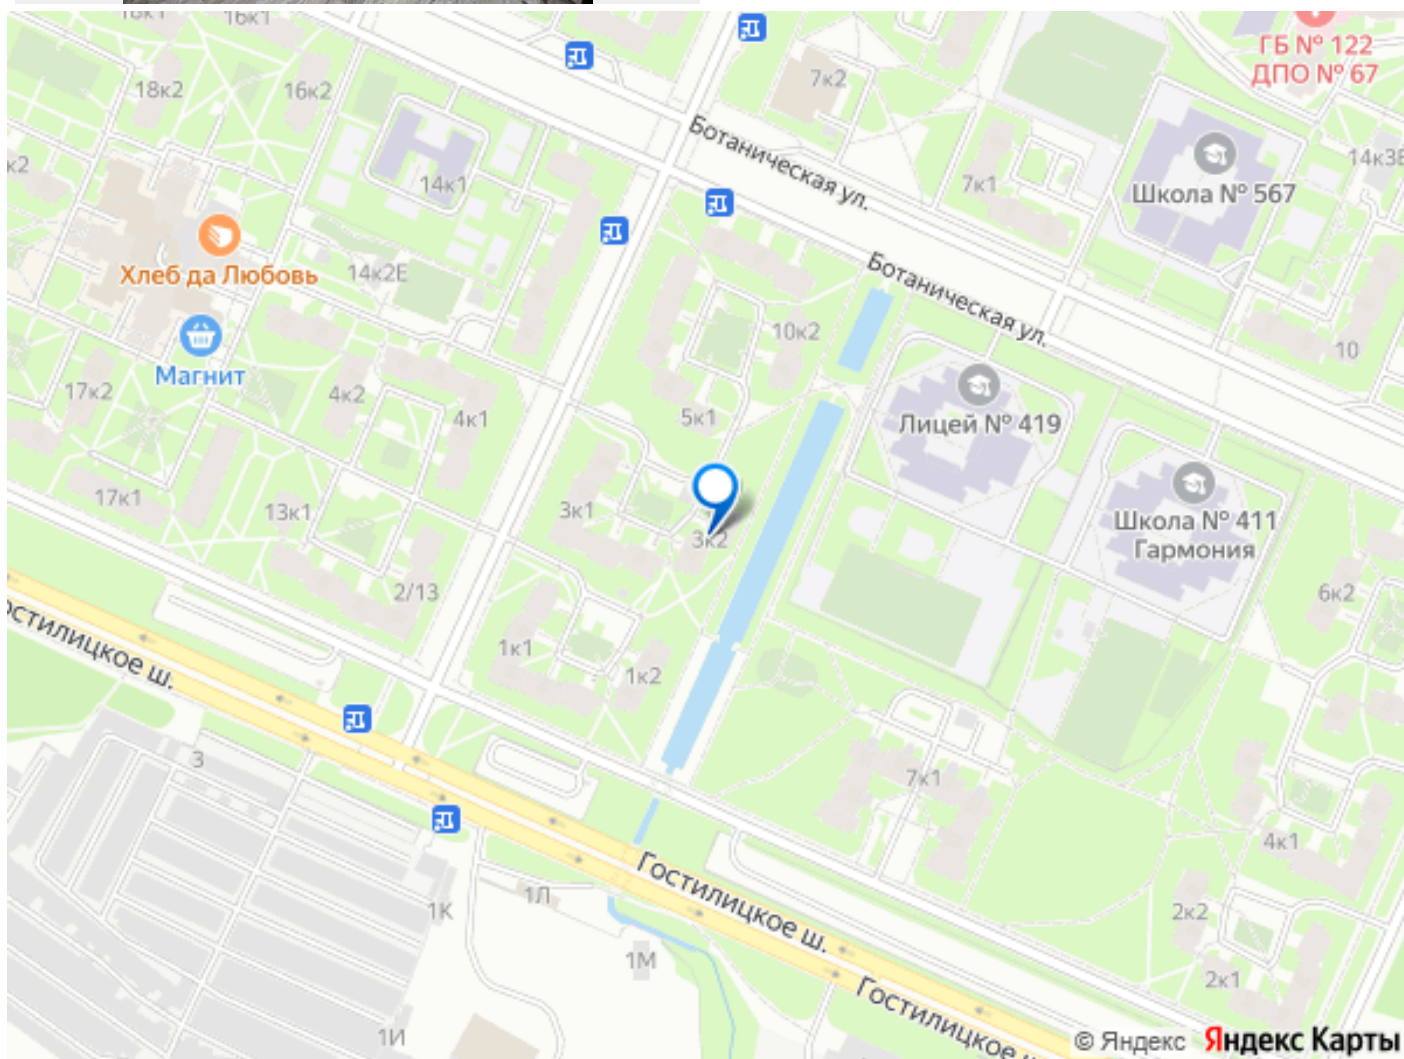 16к1
18к2
16к2
7к2
ГБ № 122
ДПО № 67
Ботаническая ул.
14к1
7к1
Школа № 567
14к3Е
к2
Хлеб да Любовь
14к2Е
Ботаническая ул.
10к2
10
Магнит
17к2
4к2
4к1
5к1
Лицей № 419
17к1
13к1
3к1
3к2
Школа № 411
Гармония
2/13
6к2
остилицкое ш.
1к1
1к2
3
7к1
4к1
Гостилицкое ш.
1Л
1К
2к2
1М
2к1
Гостилицкое ш
1И
© Яндекс Яндекс Карты